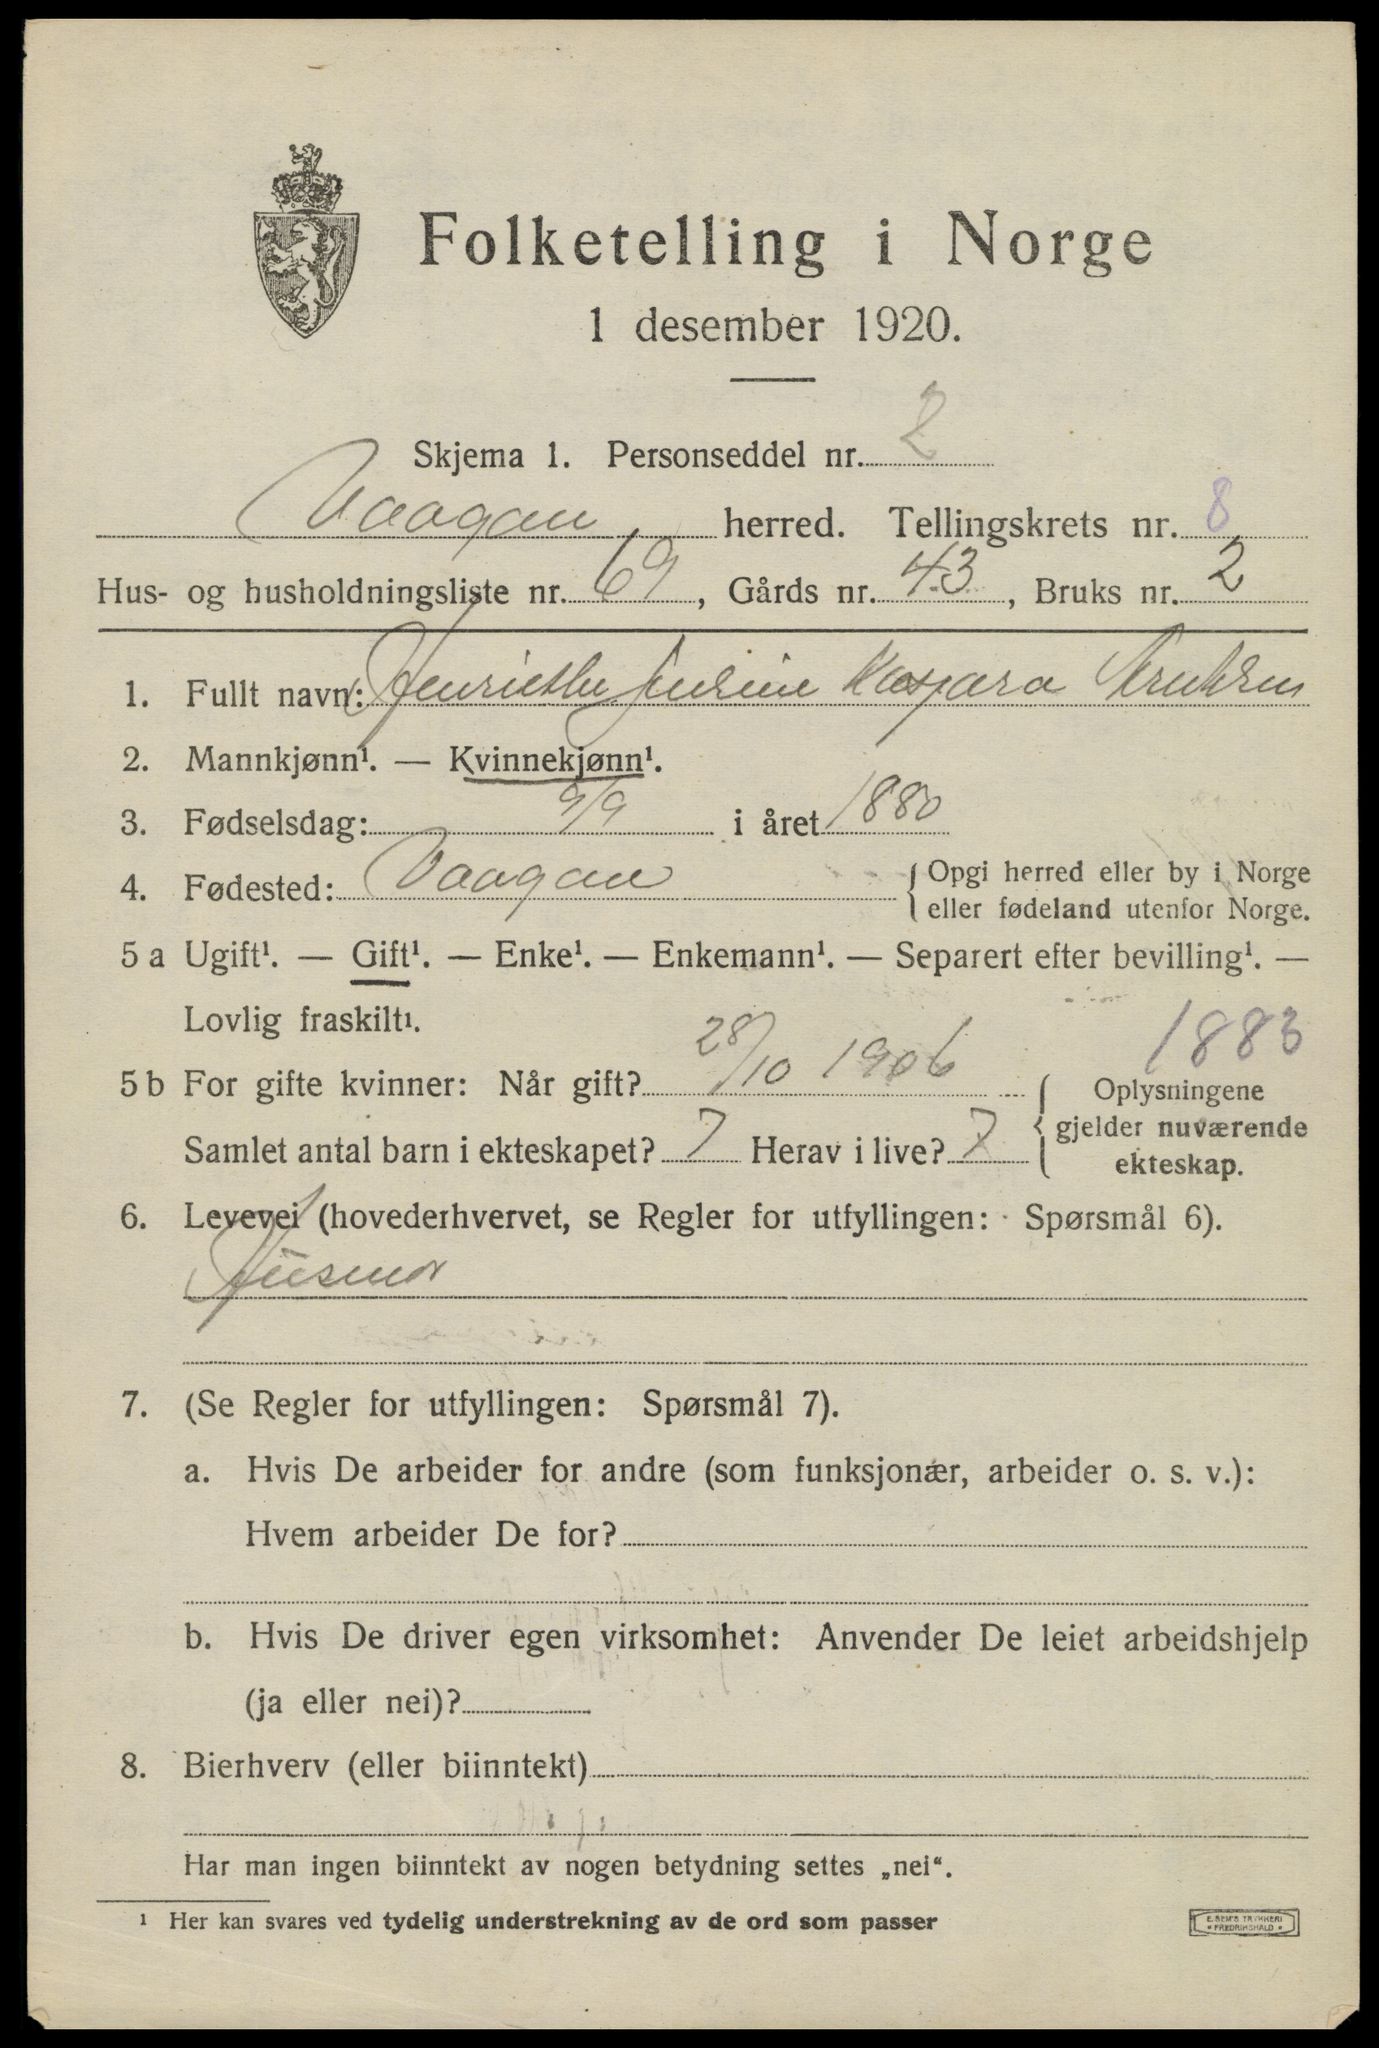 Folketelling i Norge
1 desember 1920.
Skjema 1. Personseddel nr. 2
Vaagan herred. Tellingskrets nr. 8
Hus- og husholdningsliste nr. 69, Gårds nr. 43, Bruks nr. 2
1. Fullt navn: Henriette Kaspara
2. Mannkjønn¹. — Kvinnekjønn¹.
3. Fødselsdag: 9/9 i året 1880
4. Fødested: Vaagan { Opgi herred eller by i Norge
eller fødeland utenfor Norge.
5 a Ugift¹. — Gift¹. — Enke¹. — Enkemann¹. — Separert efter bevilling¹. —
Lovlig fraskilt¹.
1883
5 b For gifte kvinner: Når gift? 28/10 1906 { Oplysningene
gjelder nuværende
Samlet antal barn i ekteskapet? 7 Herav i live? 7
ekteskap.
6. Levevei (hovederhvervet, se Regler for utfyllingen: Spørsmål 6).
Husmor
7. (Se Regler for utfyllingen: Spørsmål 7).
a. Hvis De arbeider for andre (som funksjonær, arbeider o. s. v.):
Hvem arbeider De for?
b. Hvis De driver egen virksomhet: Anvender De leiet arbeidshjelp
(ja eller nei)?
8. Bierhverv (eller biinntekt)
Har man ingen biinntekt av nogen betydning settes „nei“.
¹ Her kan svares ved tydelig understrekning av de ord som passer
E. SEM'S TRYKKERI
FREDRIKSHALD